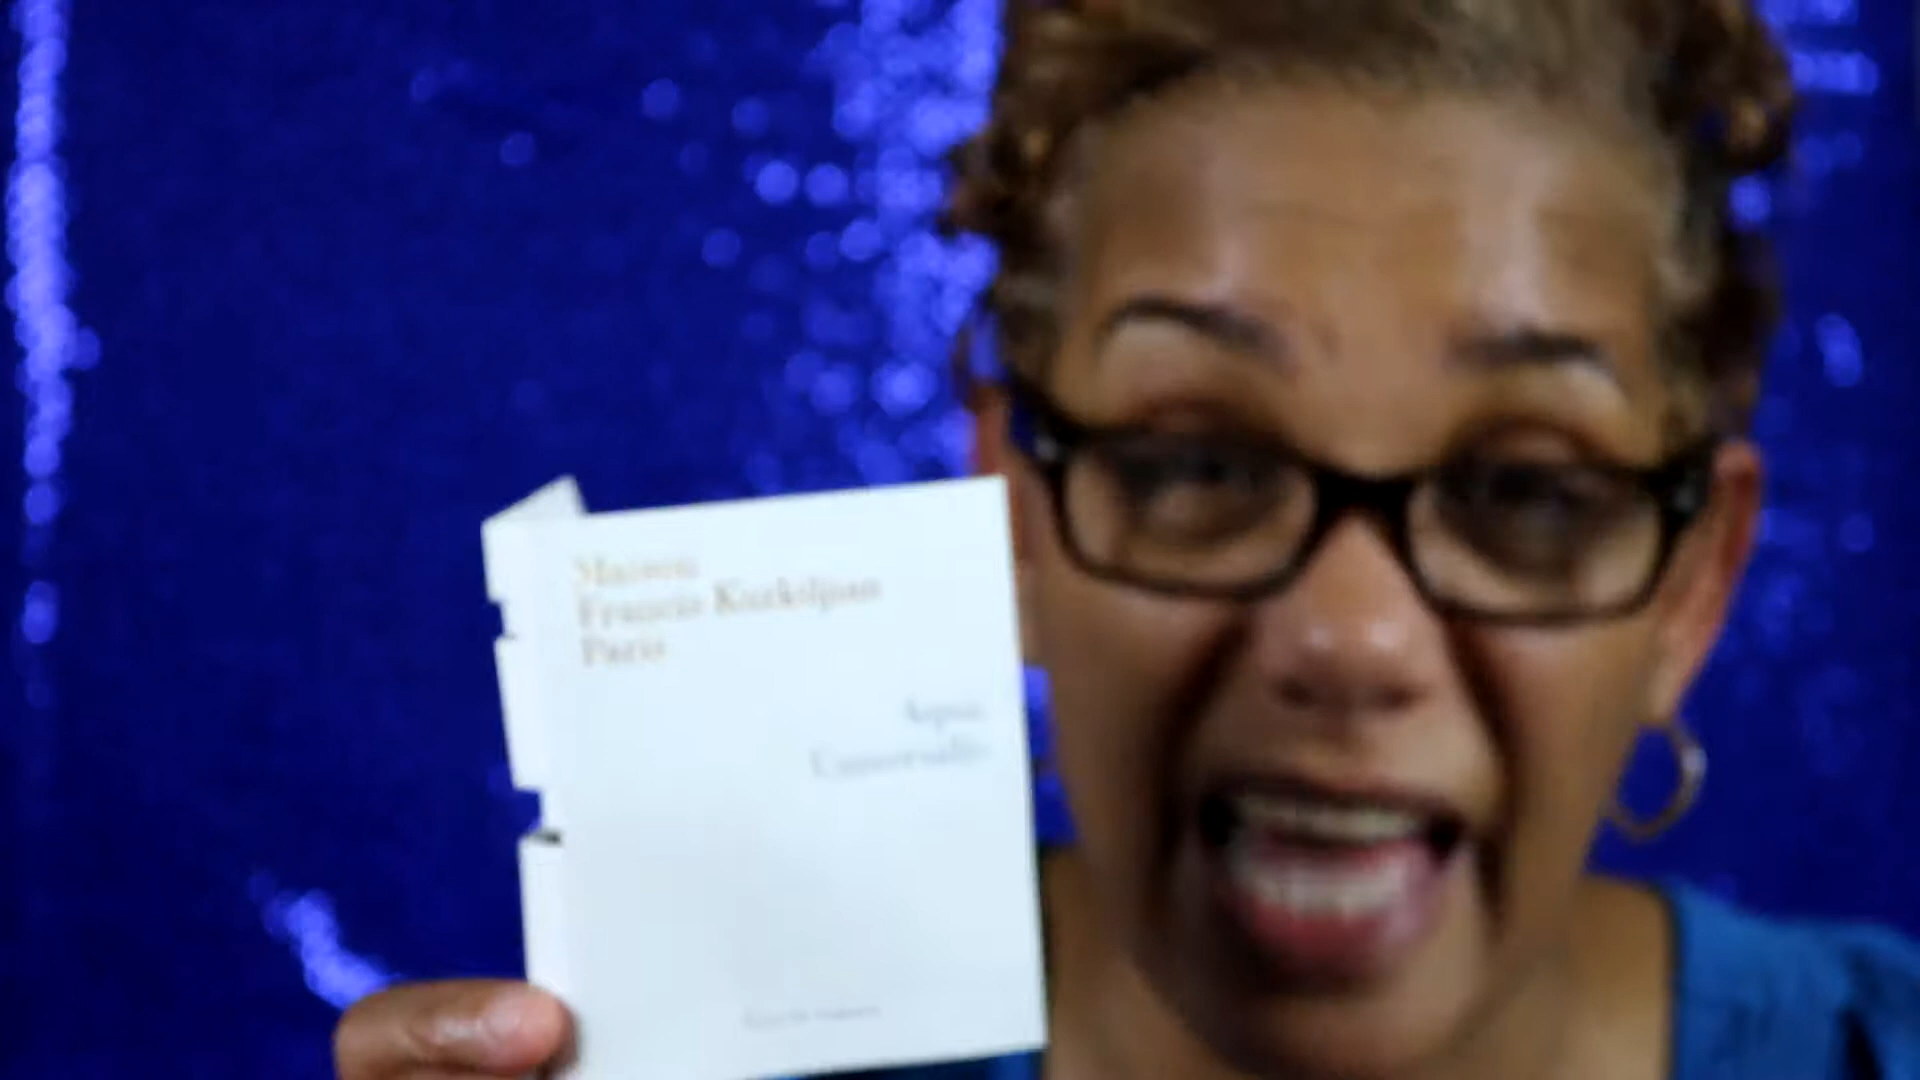 Maison
Francis Kurkdjian
Paris
Aqua
Universalis